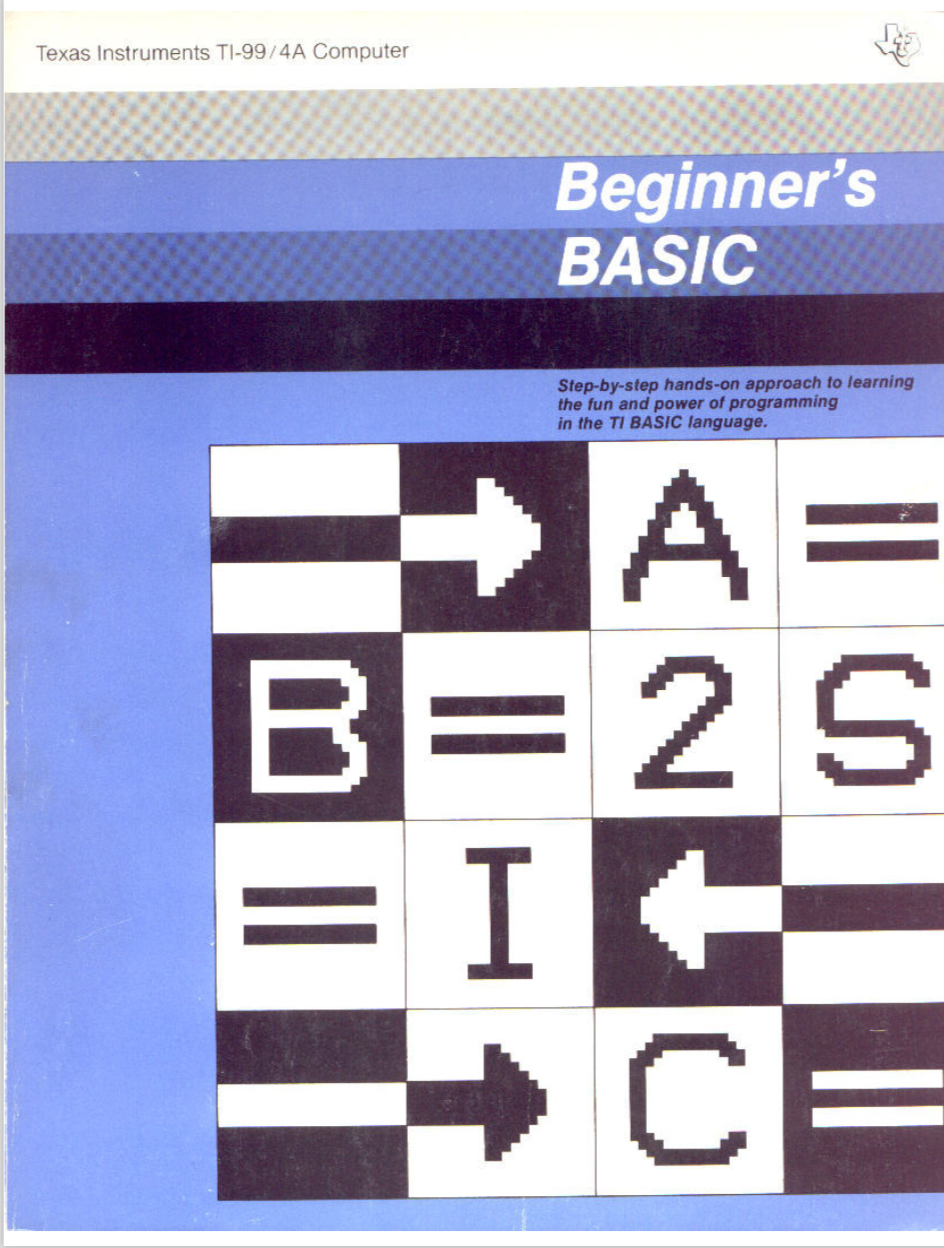 Texas Instruments TI-99/4A Computer
Beginner's
BASIC
Step-by-step hands-on approach to learning
the fun and power of programming
in the TI BASIC language.
→ A =
B = 2 S
= I ←
→ C =